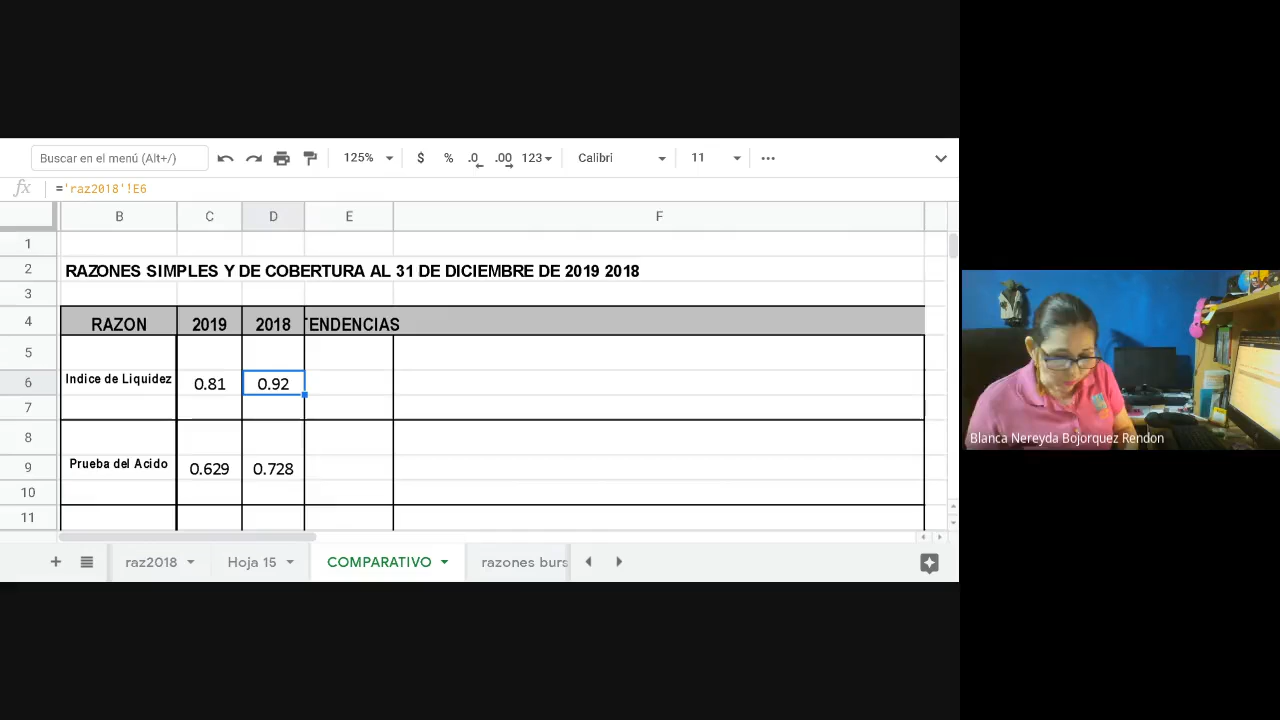 Buscar en el menú (Alt+/) 125% $ % .0 .00 123 Calibri 11
fx ='raz2018'!E6
B C D E F
1
2 RAZONES SIMPLES Y DE COBERTURA AL 31 DE DICIEMBRE DE 2019 2018
3
4 RAZON 2019 2018 TENDENCIAS
5
6 Indice de Liquidez 0.81 0.92
7
8
9 Prueba del Acido 0.629 0.728
10
11
raz2018 Hoja 15 COMPARATIVO razones burs
Blanca Nereyda Bojorquez Rendon